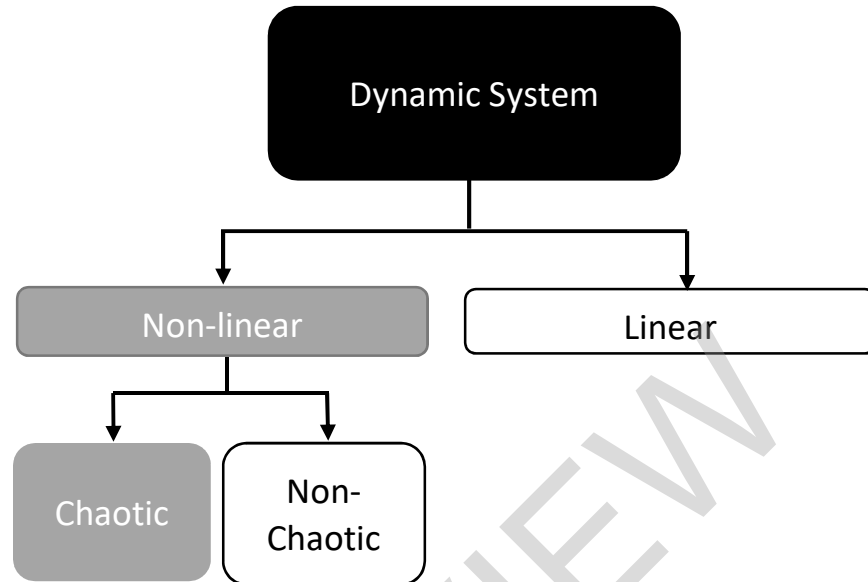 Dynamic System
Non-linear
Linear
Chaotic
Non-
Chaotic